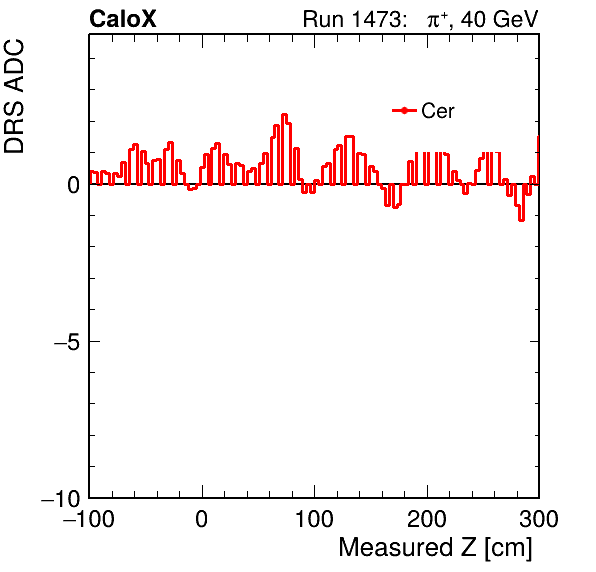 CaloX Run 1473: π⁺, 40 GeV
DRS ADC
Cer
0
−5
−10
−100 0 100 200 300
Measured Z [cm]